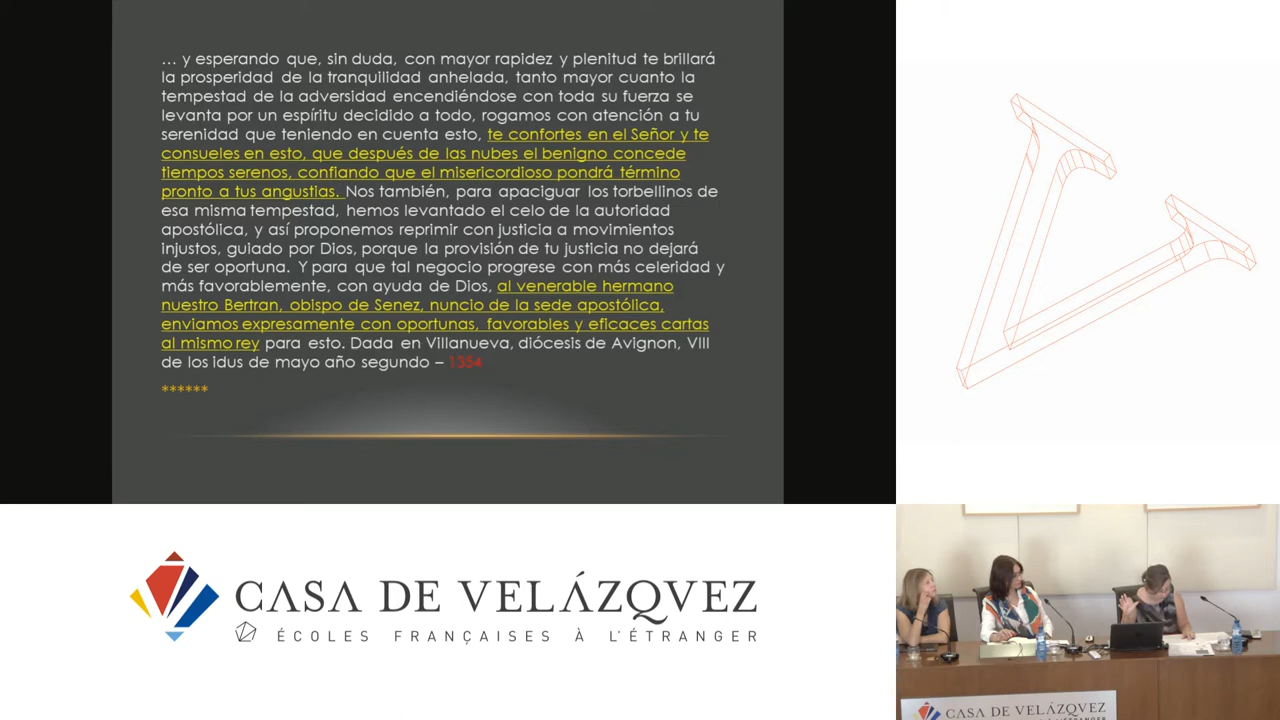 … y esperando que, sin duda, con mayor rapidez y plenitud te brillará
la prosperidad de la tranquilidad anhelada, tanto mayor cuanto la
tempestad de la adversidad encendiéndose con toda su fuerza se
levanta por un espíritu decidido a todo, rogamos con atención a tu
serenidad que teniendo en cuenta esto, te confortes en el Señor y te
consueles en esto, que después de las nubes el benigno concede
tiempos serenos, confiando que el misericordioso pondrá término
pronto a tus angustias. Nos también, para apaciguar los torbellinos de
esa misma tempestad, hemos levantado el celo de la autoridad
apostólica, y así proponemos reprimir con justicia a movimientos
injustos, guiado por Dios, porque la provisión de tu justicia no dejará
de ser oportuna. Y para que tal negocio progrese con más celeridad y
más favorablemente, con ayuda de Dios, al venerable hermano
nuestro Bertran, obispo de Senez, nuncio de la sede apostólica,
enviamos expresamente con oportunas, favorables y eficaces cartas
al mismo rey para esto. Dada en Villanueva, diócesis de Avignon, VIII
de los idus de mayo año segundo – 1354
******
CASA DE VELÁZQVEZ
ÉCOLES FRANÇAISES À L'ÉTRANGER
CASA DE VELÁZQVEZ